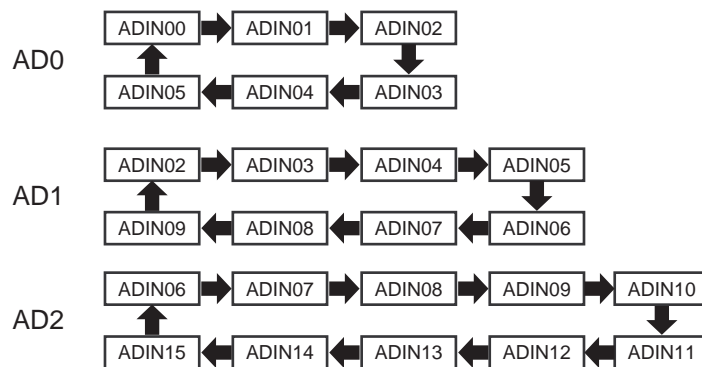 ADIN00 ADIN01 ADIN02
AD0
ADIN05 ADIN04 ADIN03
ADIN02 ADIN03 ADIN04 ADIN05
AD1
ADIN09 ADIN08 ADIN07 ADIN06
ADIN06 ADIN07 ADIN08 ADIN09 ADIN10
AD2
ADIN15 ADIN14 ADIN13 ADIN12 ADIN11